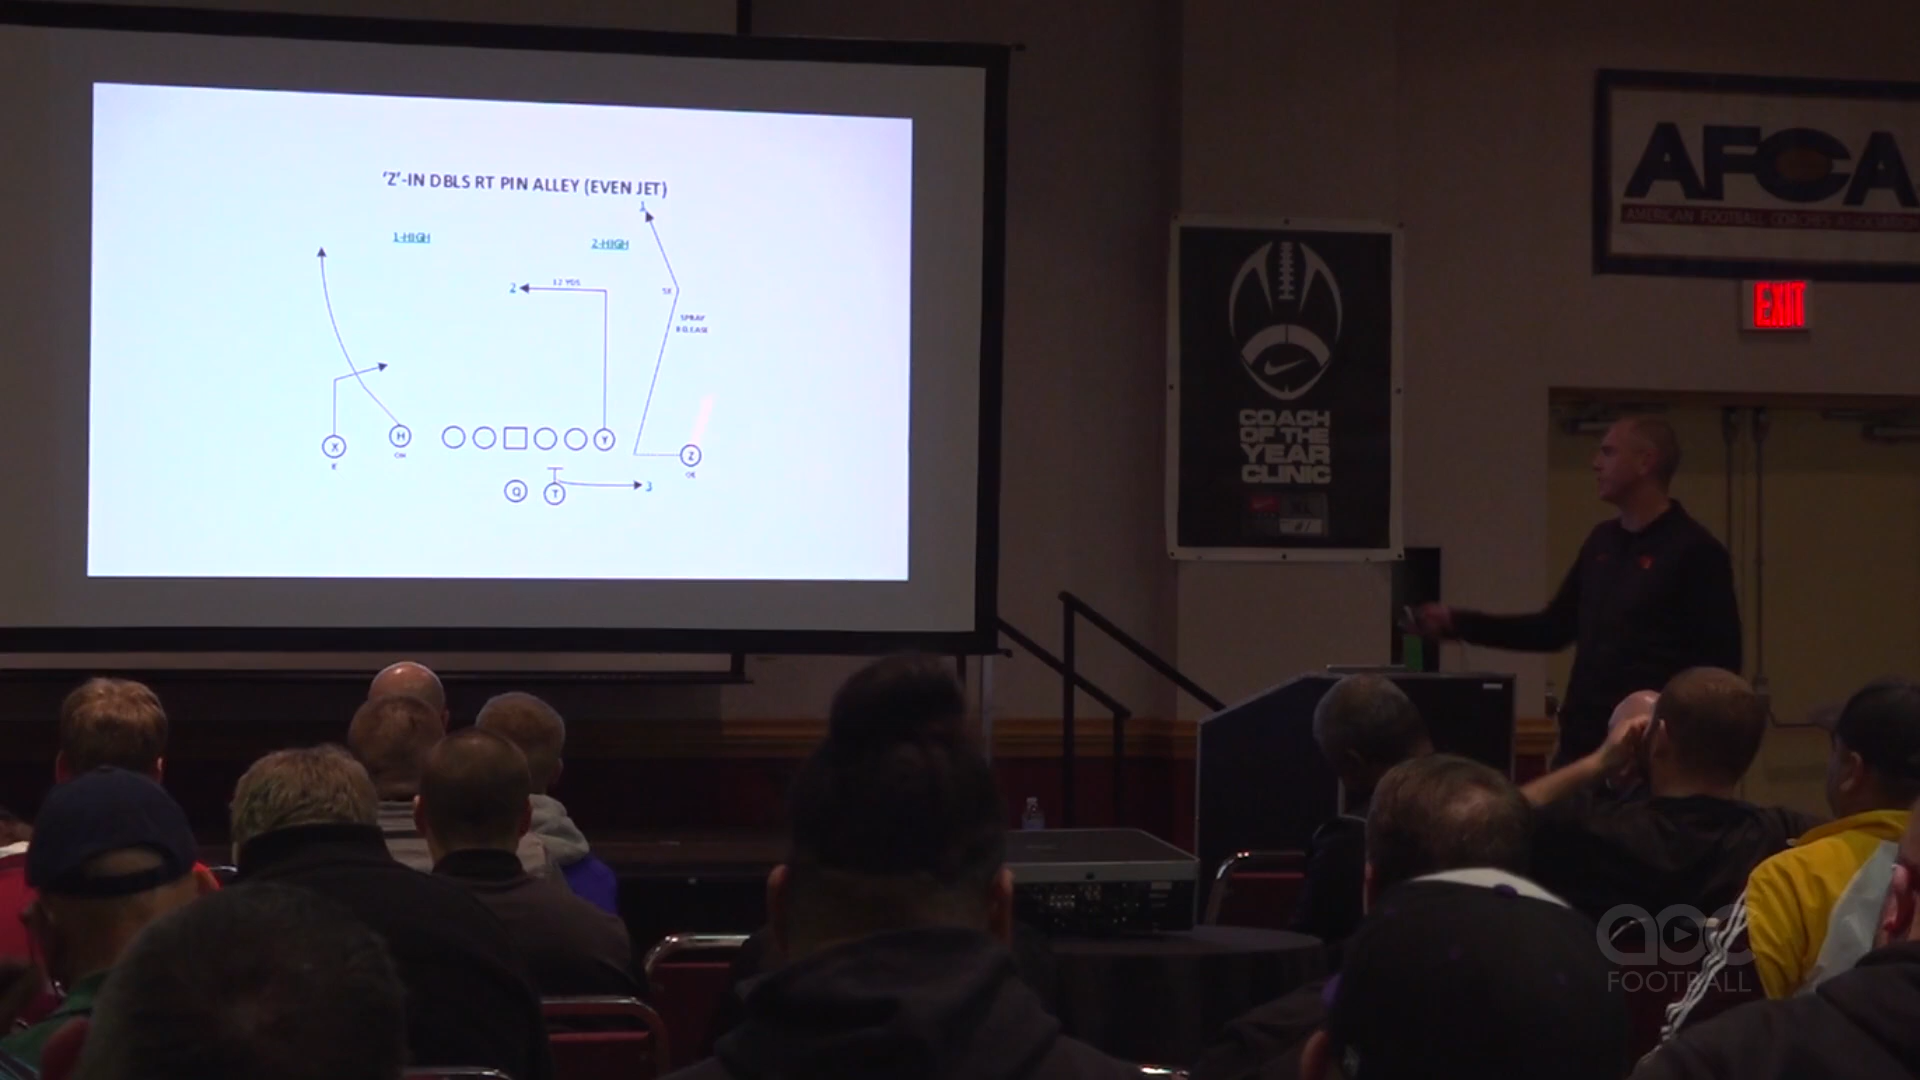 'Z'-IN DBLS RT PIN ALLEY (EVEN JET)
1
1-HIGH
2-HIGH
2
12 YDS
SPRAY
RELEASE
X
H
Y
Z
Q
T
3
AFCA
AMERICAN FOOTBALL COACHES ASSOCIATION
EXIT
COACH
OF THE
YEAR
CLINIC
FOOTBALL